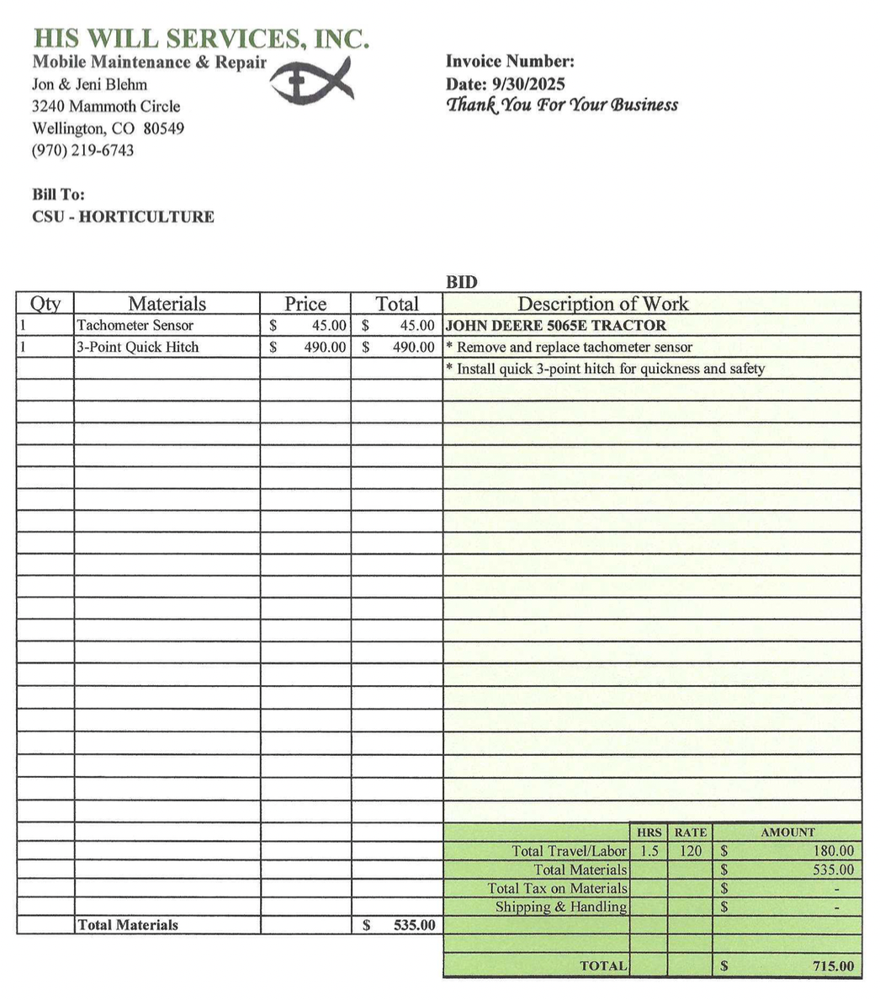 HIS WILL SERVICES, INC.
Mobile Maintenance & Repair
Jon & Jeni Blehm
3240 Mammoth Circle
Wellington, CO 80549
(970) 219-6743
Invoice Number:
Date: 9/30/2025
Thank You For Your Business
Bill To:
CSU - HORTICULTURE
BID
Qty Materials Price Total Description of Work
1 Tachometer Sensor $ 45.00 $ 45.00 JOHN DEERE 5065E TRACTOR
1 3-Point Quick Hitch $ 490.00 $ 490.00 * Remove and replace tachometer sensor
* Install quick 3-point hitch for quickness and safety
HRS RATE AMOUNT
Total Travel/Labor 1.5 120 $ 180.00
Total Materials $ 535.00
Total Tax on Materials $ -
Shipping & Handling $ -
Total Materials $ 535.00
TOTAL $ 715.00